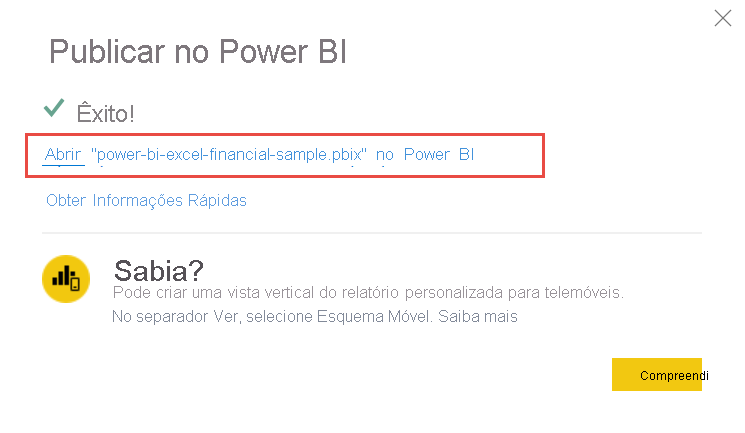 Publicar no Power BI
Êxito!
Abrir "power-bi-excel-financial-sample.pbix" no Power BI
Obter Informações Rápidas
Sabia?
Pode criar uma vista vertical do relatório personalizada para telemóveis.
No separador Ver, selecione Esquema Móvel. Saiba mais
Compreendi